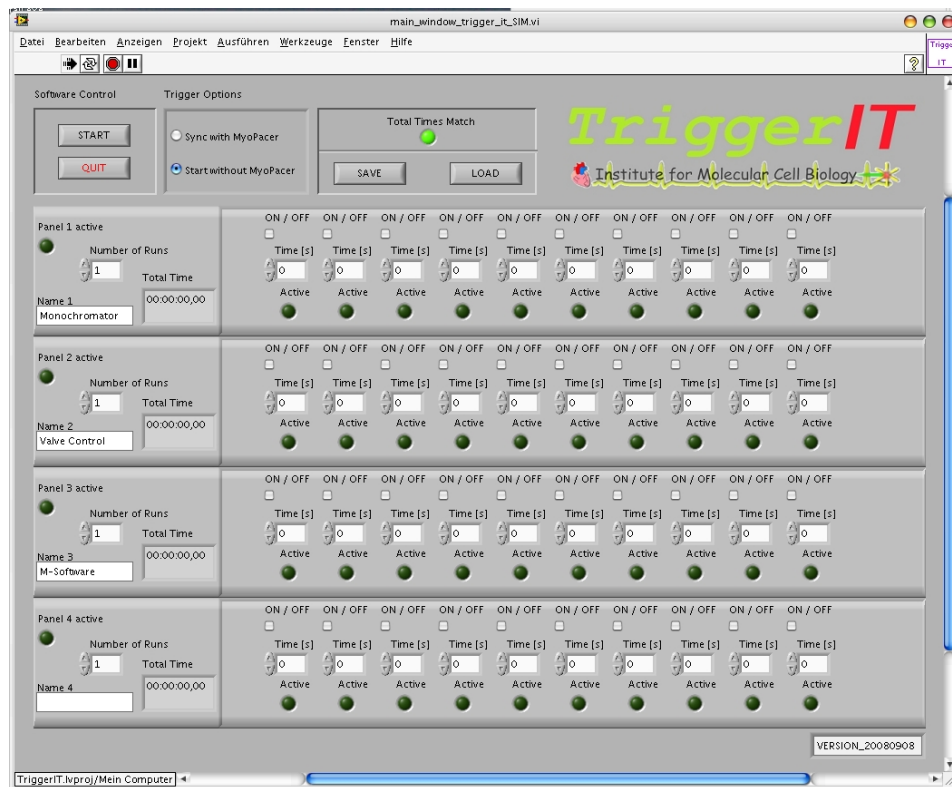 main_window_trigger_it_SIM.vi
Datei Bearbeiten Anzeigen Projekt Ausführen Werkzeuge Fenster Hilfe
Trigge
IT
Software Control Trigger Options
START
QUIT
Sync with MyoPacer
Start without MyoPacer
Total Times Match
SAVE LOAD
TriggerIT
Institute for Molecular Cell Biology
Panel 1 active
ON / OFF ON / OFF ON / OFF ON / OFF ON / OFF ON / OFF ON / OFF ON / OFF ON / OFF ON / OFF
Number of Runs
Time [s] Time [s] Time [s] Time [s] Time [s] Time [s] Time [s] Time [s] Time [s] Time [s]
1
0 0 0 0 0 0 0 0 0 0
Total Time
Active Active Active Active Active Active Active Active Active Active
Name 1
00:00:00,00
Monochromator
Panel 2 active
ON / OFF ON / OFF ON / OFF ON / OFF ON / OFF ON / OFF ON / OFF ON / OFF ON / OFF ON / OFF
Number of Runs
Time [s] Time [s] Time [s] Time [s] Time [s] Time [s] Time [s] Time [s] Time [s] Time [s]
1
0 0 0 0 0 0 0 0 0 0
Total Time
Active Active Active Active Active Active Active Active Active Active
Name 2
00:00:00,00
Valve Control
Panel 3 active
ON / OFF ON / OFF ON / OFF ON / OFF ON / OFF ON / OFF ON / OFF ON / OFF ON / OFF ON / OFF
Number of Runs
Time [s] Time [s] Time [s] Time [s] Time [s] Time [s] Time [s] Time [s] Time [s] Time [s]
1
0 0 0 0 0 0 0 0 0 0
Total Time
Active Active Active Active Active Active Active Active Active Active
Name 3
00:00:00,00
M-Software
Panel 4 active
ON / OFF ON / OFF ON / OFF ON / OFF ON / OFF ON / OFF ON / OFF ON / OFF ON / OFF ON / OFF
Number of Runs
Time [s] Time [s] Time [s] Time [s] Time [s] Time [s] Time [s] Time [s] Time [s] Time [s]
1
0 0 0 0 0 0 0 0 0 0
Total Time
Active Active Active Active Active Active Active Active Active Active
Name 4
00:00:00,00
VERSION_20080908
TriggerIT.lvproj/Mein Computer